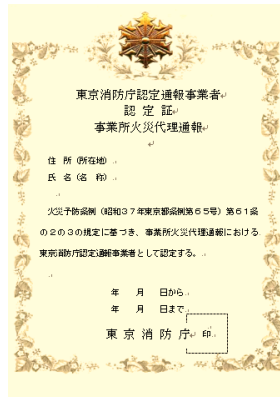 東京消防庁認定通報事業者
認 定 証
事業所火災代理通報
住 所（所在地）
氏 名（名 称）
火災予防条例（昭和３７年東京都条例第６５号）第６１条
の２の３の規定に基づき、事業所火災代理通報における
東京消防庁認定通報事業者として認定する。
年　月　日から
年　月　日まで
東 京 消 防 庁 印